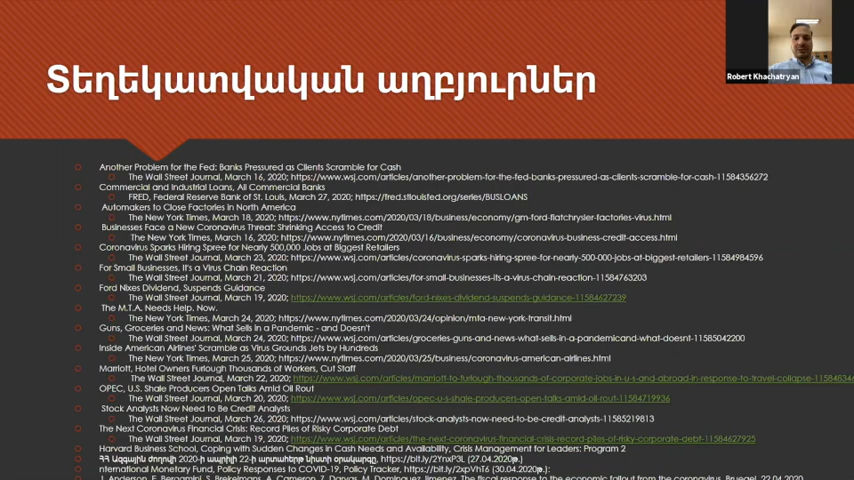 Տեղեկատվական աղբյուրներ
Robert Khachatryan
Another Problem for the Fed: Banks Pressured as Clients Scramble for Cash
The Wall Street Journal, March 16, 2020; https://www.wsj.com/articles/another-problem-for-the-fed-banks-pressured-as-clients-scramble-for-cash-11584356272
Commercial and Industrial Loans, All Commercial Banks
FRED, Federal Reserve Bank of St. Louis, March 27, 2020; https://fred.stlouisfed.org/series/BUSLOANS
Automakers to Close Factories in North America
The New York Times, March 18, 2020; https://www.nytimes.com/2020/03/18/business/economy/gm-ford-fiatchrysler-factories-virus.html
Businesses Face a New Coronavirus Threat: Shrinking Access to Credit
The New York Times, March 16, 2020; https://www.nytimes.com/2020/03/16/business/economy/coronavirus-business-credit-access.html
Coronavirus Sparks Hiring Spree for Nearly 500,000 Jobs at Biggest Retailers
The Wall Street Journal, March 23, 2020; https://www.wsj.com/articles/coronavirus-sparks-hiring-spree-for-nearly-500-000-jobs-at-biggest-retailers-11584984596
For Small Businesses, It's a Virus Chain Reaction
The Wall Street Journal, March 21, 2020; https://www.wsj.com/articles/for-small-businesses-its-a-virus-chain-reaction-11584763203
Ford Nixes Dividend, Suspends Guidance
The Wall Street Journal, March 19, 2020; https://www.wsj.com/articles/ford-nixes-dividend-suspends-guidance-11584627239
The M.T.A. Needs Help. Now.
The New York Times, March 24, 2020; https://www.nytimes.com/2020/03/24/opinion/mta-new-york-transit.html
Guns, Groceries and News: What Sells in a Pandemic - and Doesn't
The Wall Street Journal, March 24, 2020; https://www.wsj.com/articles/groceries-guns-and-news-what-sells-in-a-pandemicand-what-doesnt-11585042200
Inside American Airlines' Scramble as Virus Grounds Jets by Hundreds
The New York Times, March 25, 2020; https://www.nytimes.com/2020/03/25/business/coronavirus-american-airlines.html
Marriott, Hotel Owners Furlough Thousands of Workers, Cut Staff
The Wall Street Journal, March 22, 2020; https://www.wsj.com/articles/marriott-to-furlough-thousands-of-corporate-jobs-in-u-s-and-abroad-in-response-to-travel-collapse-1158483
OPEC, U.S. Shale Producers Open Talks Amid Oil Rout
The Wall Street Journal, March 20, 2020; https://www.wsj.com/articles/opec-u-s-shale-producers-open-talks-amid-oil-rout-11584719936
Stock Analysts Now Need to Be Credit Analysts
The Wall Street Journal, March 26, 2020; https://www.wsj.com/articles/stock-analysts-now-need-to-be-credit-analysts-11585219813
The Next Coronavirus Financial Crisis: Record Piles of Risky Corporate Debt
The Wall Street Journal, March 19, 2020; https://www.wsj.com/articles/the-next-coronavirus-financial-crisis-record-piles-of-risky-corporate-debt-11584627925
Harvard Business School, Coping with Sudden Changes in Cash Needs and Availability, Crisis Management for Leaders: Program 2
ՀՀ Ազգային ժողովի 2020-ի ապրիլի 22-ի արտահերթ նիստի օրակարգը, https://bit.ly/2YnxP3L (27.04.2020թ.)
nternational Monetary Fund, Policy Responses to COVID-19, Policy Tracker, https://bit.ly/2xpVhT6 (30.04.2020թ.):
J. Anderson, E. Bergamini, S. Brekelmans, A. Cameron, Z. Darvas, M. Domínguez Jíménez, The fiscal response to the economic fallout from the coronavirus, Bruegel, 22.04.2020